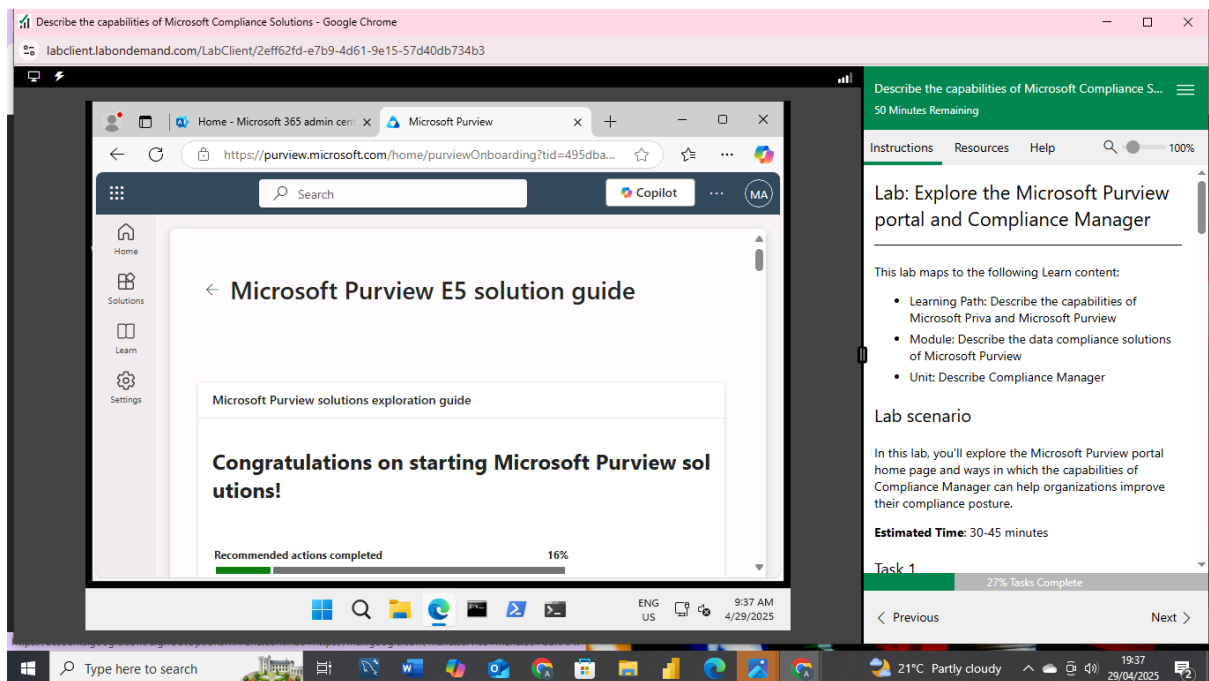 Describe the capabilities of Microsoft Compliance Solutions - Google Chrome
labclient.labondemand.com/LabClient/2eff62fd-e7b9-4d61-9e15-57d40db734b3
Home - Microsoft 365 admin cen
Microsoft Purview
https://purview.microsoft.com/home/purviewOnboarding?tid=495dba...
Search
Copilot
MA
Home
Solutions
Learn
Settings
Microsoft Purview E5 solution guide
Microsoft Purview solutions exploration guide
Congratulations on starting Microsoft Purview sol
utions!
Recommended actions completed 16%
ENG
US
9:37 AM
4/29/2025
Describe the capabilities of Microsoft Compliance S...
50 Minutes Remaining
Instructions Resources Help 100%
Lab: Explore the Microsoft Purview
portal and Compliance Manager
This lab maps to the following Learn content:
• Learning Path: Describe the capabilities of
Microsoft Priva and Microsoft Purview
• Module: Describe the data compliance solutions
of Microsoft Purview
• Unit: Describe Compliance Manager
Lab scenario
In this lab, you'll explore the Microsoft Purview portal
home page and ways in which the capabilities of
Compliance Manager can help organizations improve
their compliance posture.
Estimated Time: 30-45 minutes
Task 1
27% Tasks Complete
Previous Next
Type here to search
21°C Partly cloudy
19:37
29/04/2025
2